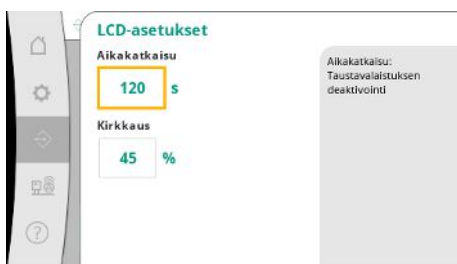 LCD-asetukset
Aikakatkaisu
120 s
Kirkkaus
45 %
Aikakatkaisu:
Taustavalaistuksen
deaktivointi
?